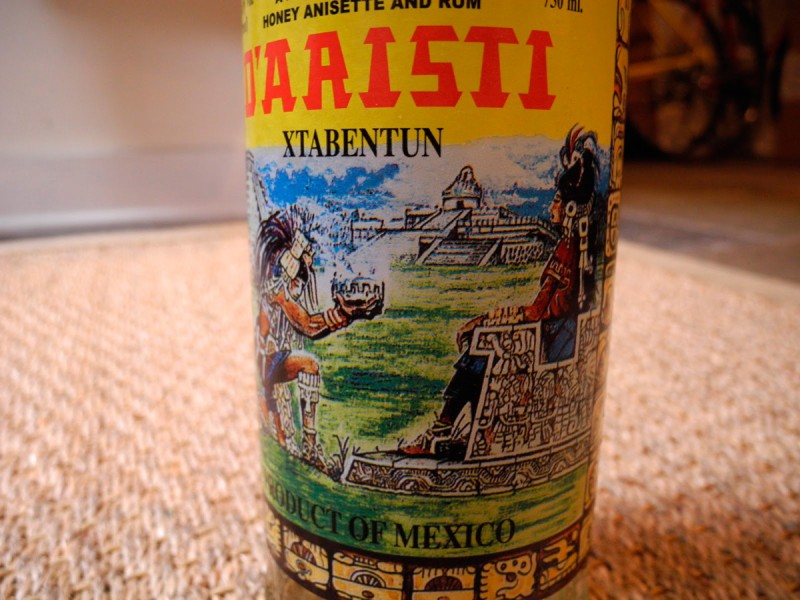 HONEY ANISETTE AND RUM
750 ml.
D'ARISTI
XTABENTUN
PRODUCT OF MEXICO